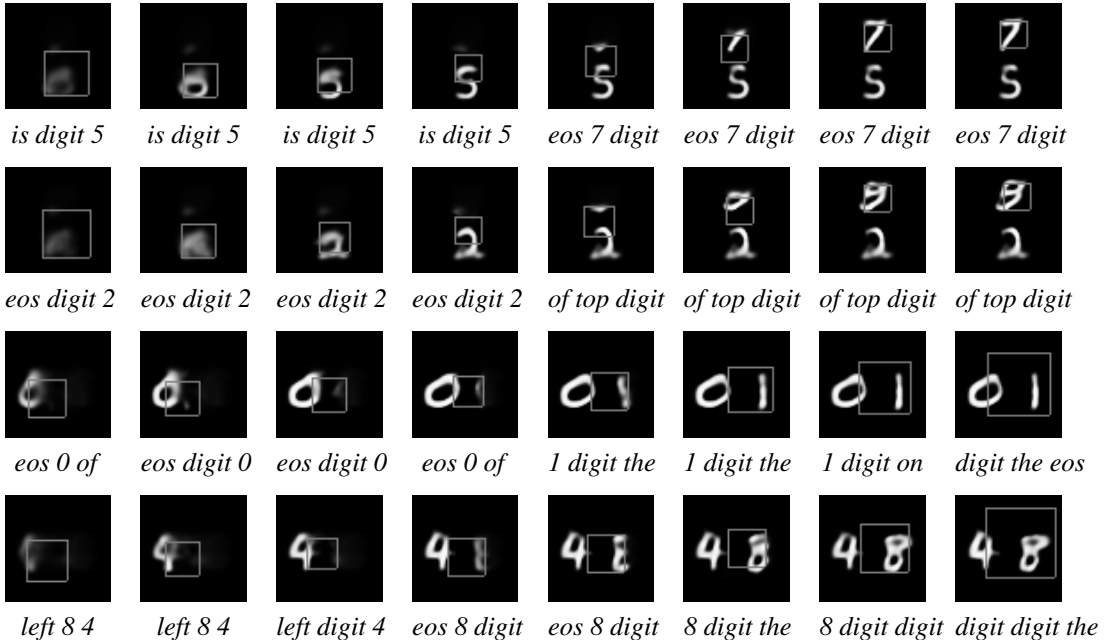 is digit 5 is digit 5 is digit 5 is digit 5 eos 7 digit eos 7 digit eos 7 digit eos 7 digit
eos digit 2 eos digit 2 eos digit 2 eos digit 2 of top digit of top digit of top digit of top digit
eos 0 of eos digit 0 eos digit 0 eos 0 of 1 digit the 1 digit the 1 digit on digit the eos
left 8 4 left 8 4 left digit 4 eos 8 digit eos 8 digit 8 digit the 8 digit digit digit digit the